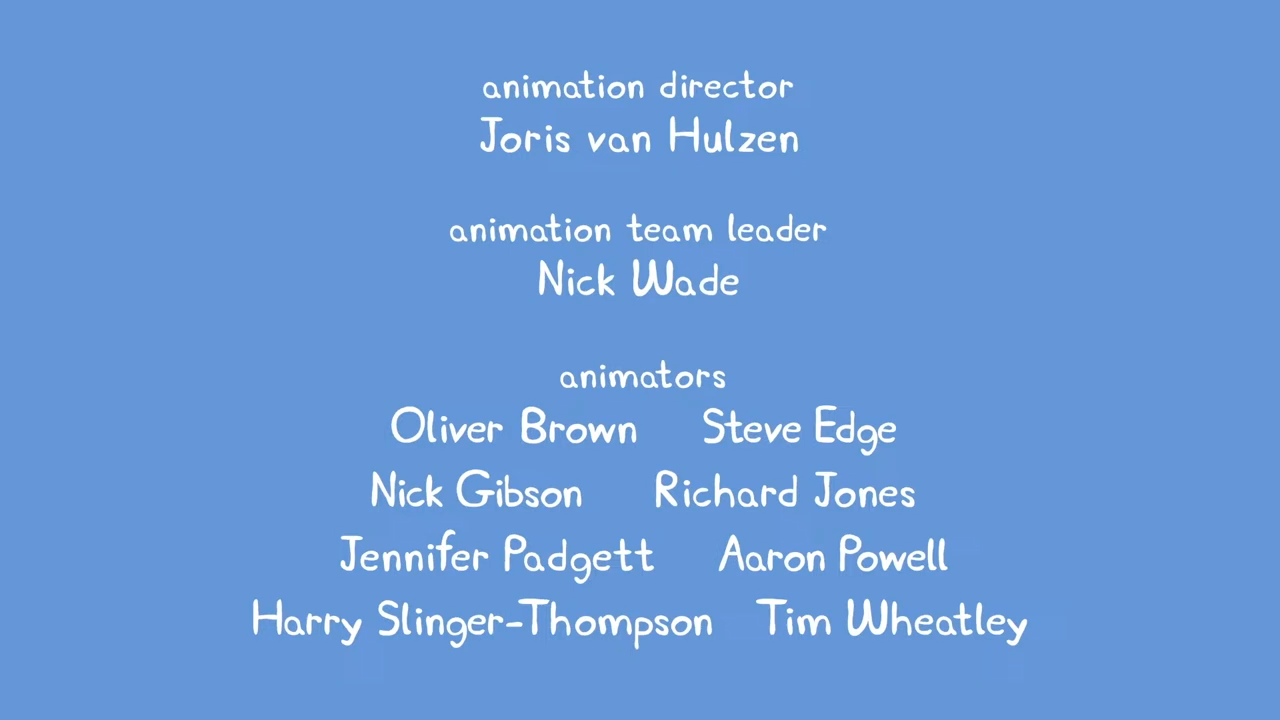 animation director
Joris van Hulzen
animation team leader
Nick Wade
animators
Oliver Brown Steve Edge
Nick Gibson Richard Jones
Jennifer Padgett Aaron Powell
Harry Slinger-Thompson Tim Wheatley